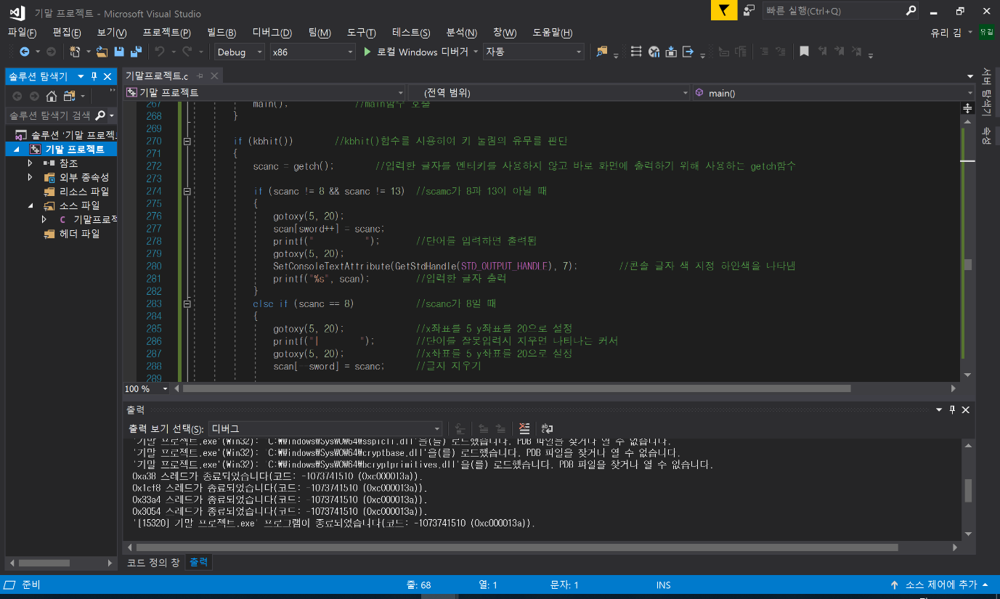 기말 프로젝트 - Microsoft Visual Studio
빠른 실행(Ctrl+Q)
파일(F) 편집(E) 보기(V) 프로젝트(P) 빌드(B) 디버그(D) 팀(M) 도구(T) 테스트(S) 분석(N) 창(W) 도움말(H)
유리 김 유김
Debug x86 로컬 Windows 디버거 자동
솔루션 탐색기
솔루션 탐색기 검색
솔루션 '기말 프로젝트
기말 프로젝트
참조
외부 종속성
리소스 파일
소스 파일
C 기말프로젝
헤더 파일
기말프로젝트.c
기말 프로젝트 (전역 범위) main()
267 main(); //main함수 호출
268 }
269
270 if (kbhit()) //kbhit()함수를 사용하여 키 눌림의 유무를 판단
271 {
272 scanc = getch(); //입력한 글자를 엔터키를 사용하지 않고 바로 화면에 출력하기 위해 사용하는 getch함수
273
274 if (scanc != 8 && scanc != 13) //scamc가 8과 13이 아닐 때
275 {
276 gotoxy(5, 20);
277 scan[sword++] = scanc;
278 printf("          "); //단어를 입력하면 출력됨
279 gotoxy(5, 20);
280 SetConsoleTextAttribute(GetStdHandle(STD_OUTPUT_HANDLE), 7); //콘솔 글자 색 지정 하얀색을 나타냄
281 printf("%s", scan); //입력한 글자 출력
282 }
283 else if (scanc == 8) //scanc가 8일 때
284 {
285 gotoxy(5, 20); //x좌표를 5 y좌표를 20으로 설정
286 printf("|        "); //단어를 잘못입력시 지우면 나타나는 커서
287 gotoxy(5, 20); //x좌표를 5 y좌표를 20으로 설정
288 scan[--sword] = scanc; //글자 지우기
289
100 %
출력
출력 보기 선택(S): 디버그
'기말 프로젝트.exe'(Win32): 'C:\Windows\SysWOW64\sspicli.dll'을(를) 로드했습니다. PDB 파일을 찾거나 열 수 없습니다.
'기말 프로젝트.exe'(Win32): 'C:\Windows\SysWOW64\cryptbase.dll'을(를) 로드했습니다. PDB 파일을 찾거나 열 수 없습니다.
'기말 프로젝트.exe'(Win32): 'C:\Windows\SysWOW64\bcryptprimitives.dll'을(를) 로드했습니다. PDB 파일을 찾거나 열 수 없습니다.
0xa38 스레드가 종료되었습니다(코드: -1073741510 (0xc000013a)).
0x1cf8 스레드가 종료되었습니다(코드: -1073741510 (0xc000013a)).
0x33a4 스레드가 종료되었습니다(코드: -1073741510 (0xc000013a)).
0x3054 스레드가 종료되었습니다(코드: -1073741510 (0xc000013a)).
'[15320] 기말 프로젝트.exe' 프로그램이 종료되었습니다(코드: -1073741510 (0xc000013a)).
코드 정의 창 출력
서버 탐색기
속성
준비 줄: 68 열: 1 문자: 1 INS 소스 제어에 추가